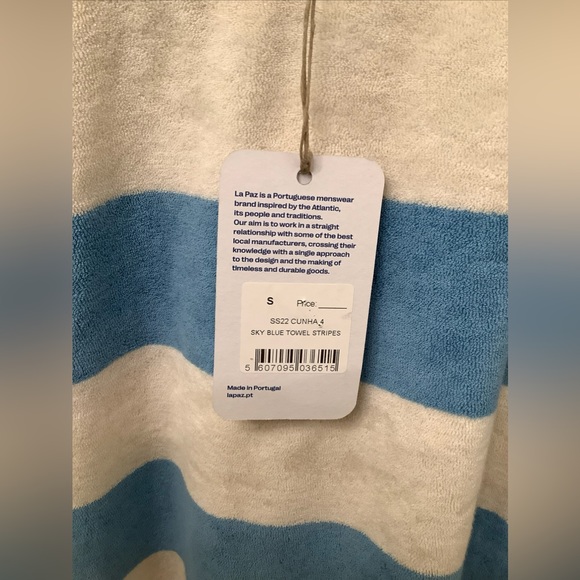 La Paz is a Portuguese menswear
brand inspired by the Atlantic,
its people and traditions.
Our aim is to work in a straight
relationship with some of the best
local manufacturers, crossing their
knowledge with a single approach
to the design and the making of
timeless and durable goods.
S Price: ______
SS22 CUNHA 4
SKY BLUE TOWEL STRIPES
5 607095 036515
Made in Portugal
lapaz.pt